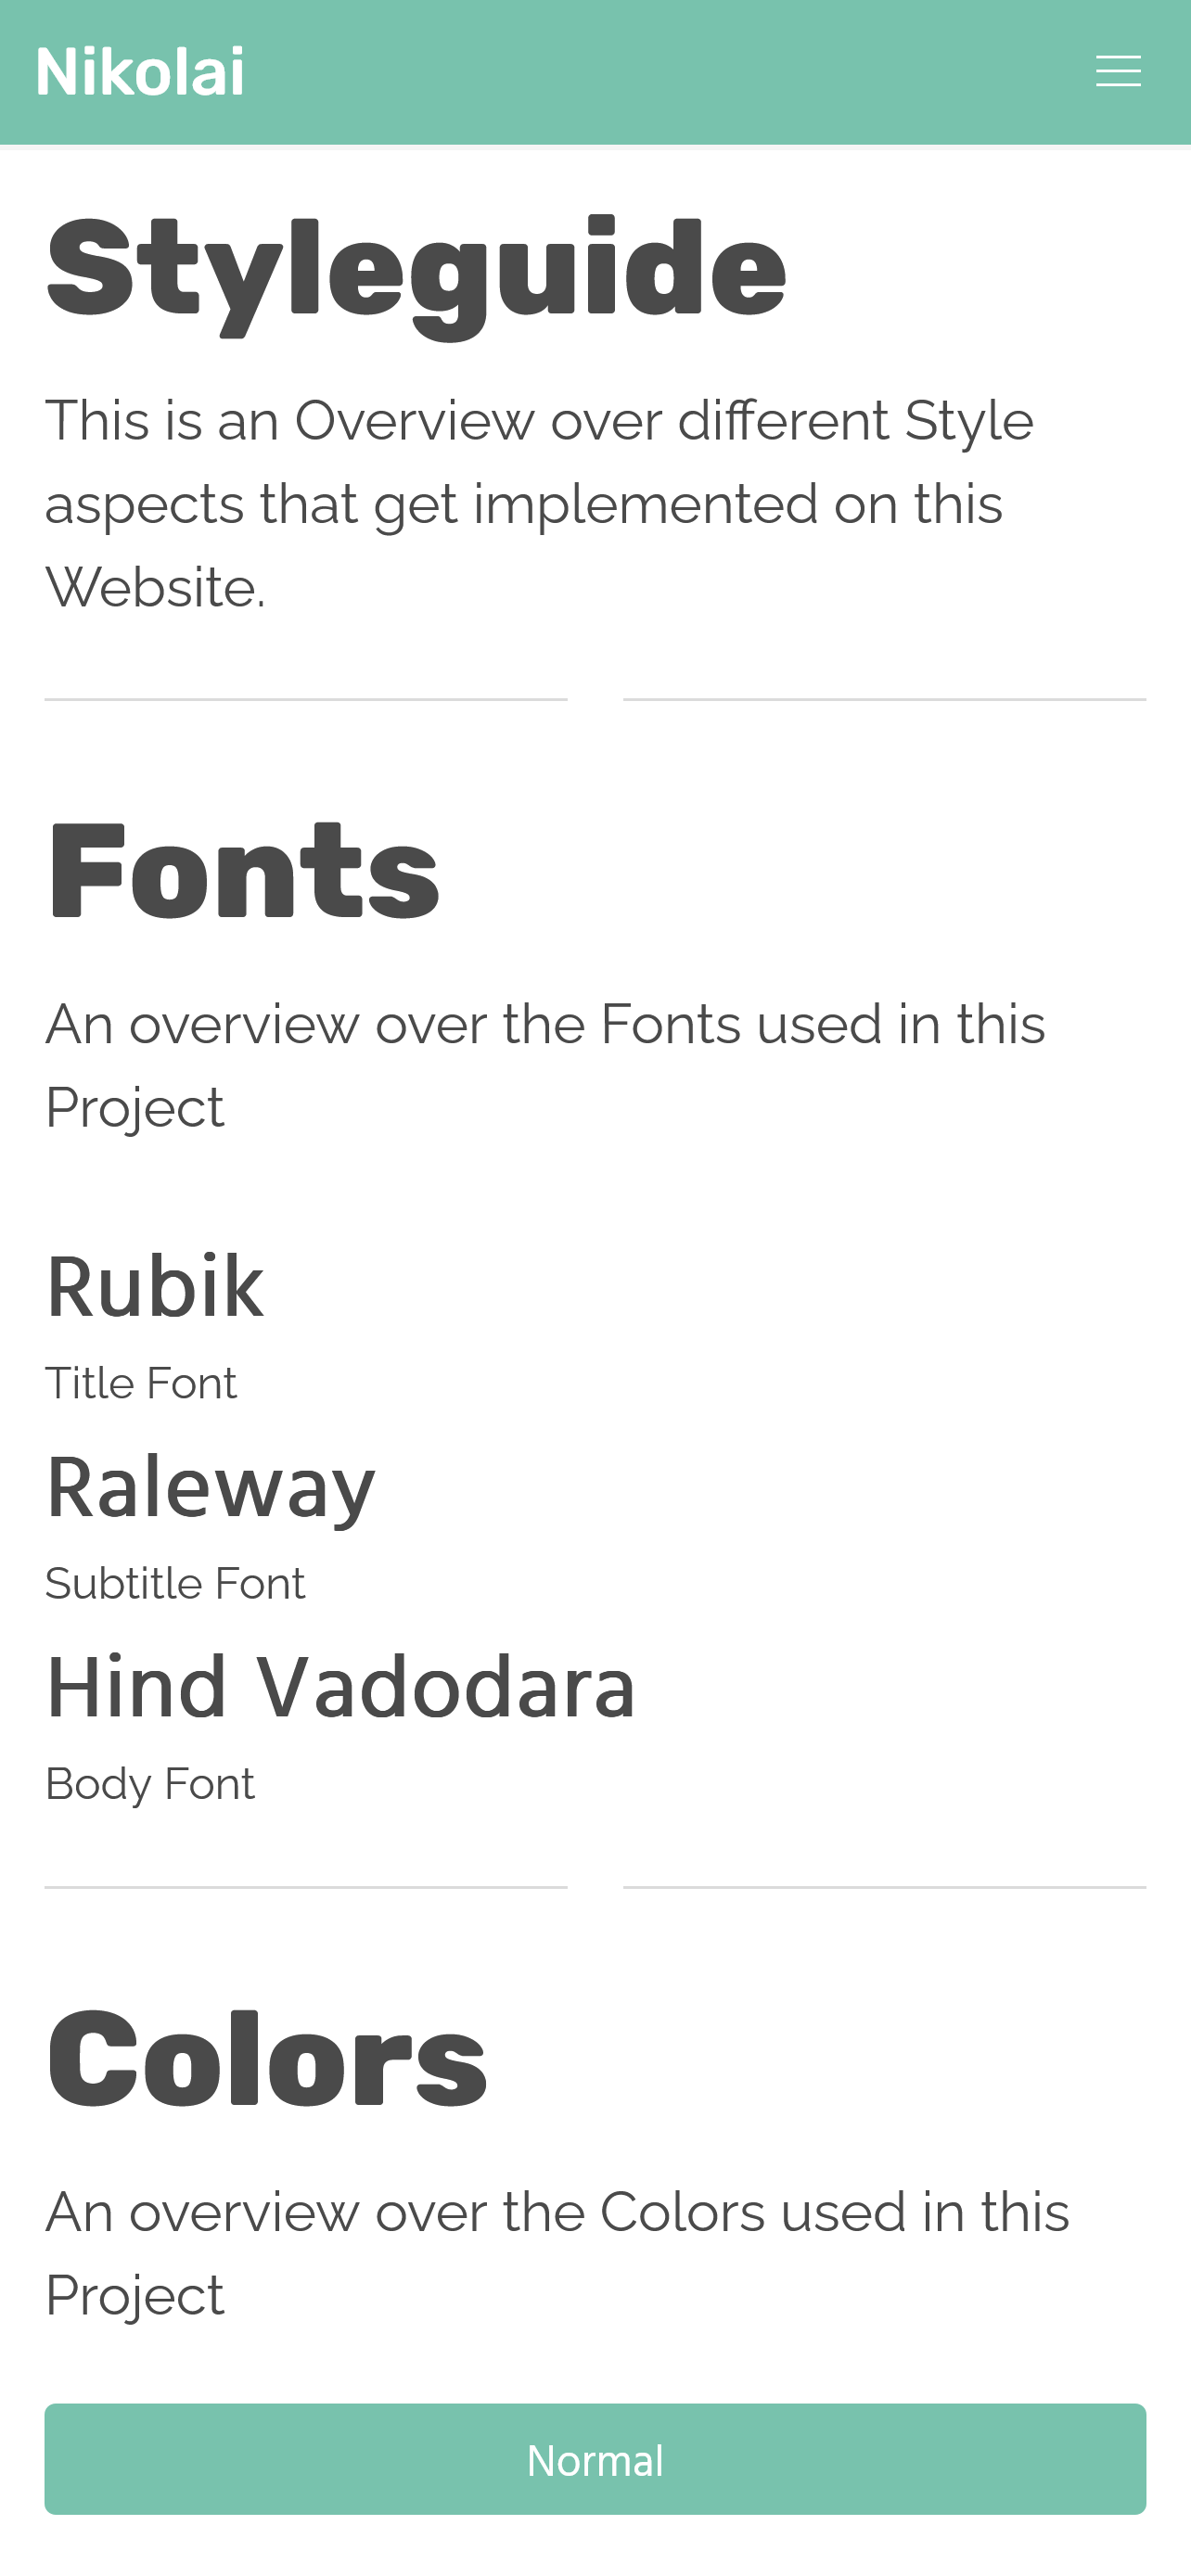 Nikolai
Styleguide
This is an Overview over different Style
aspects that get implemented on this
Website.
Fonts
An overview over the Fonts used in this
Project
Rubik
Title Font
Raleway
Subtitle Font
Hind Vadodara
Body Font
Colors
An overview over the Colors used in this
Project
Normal